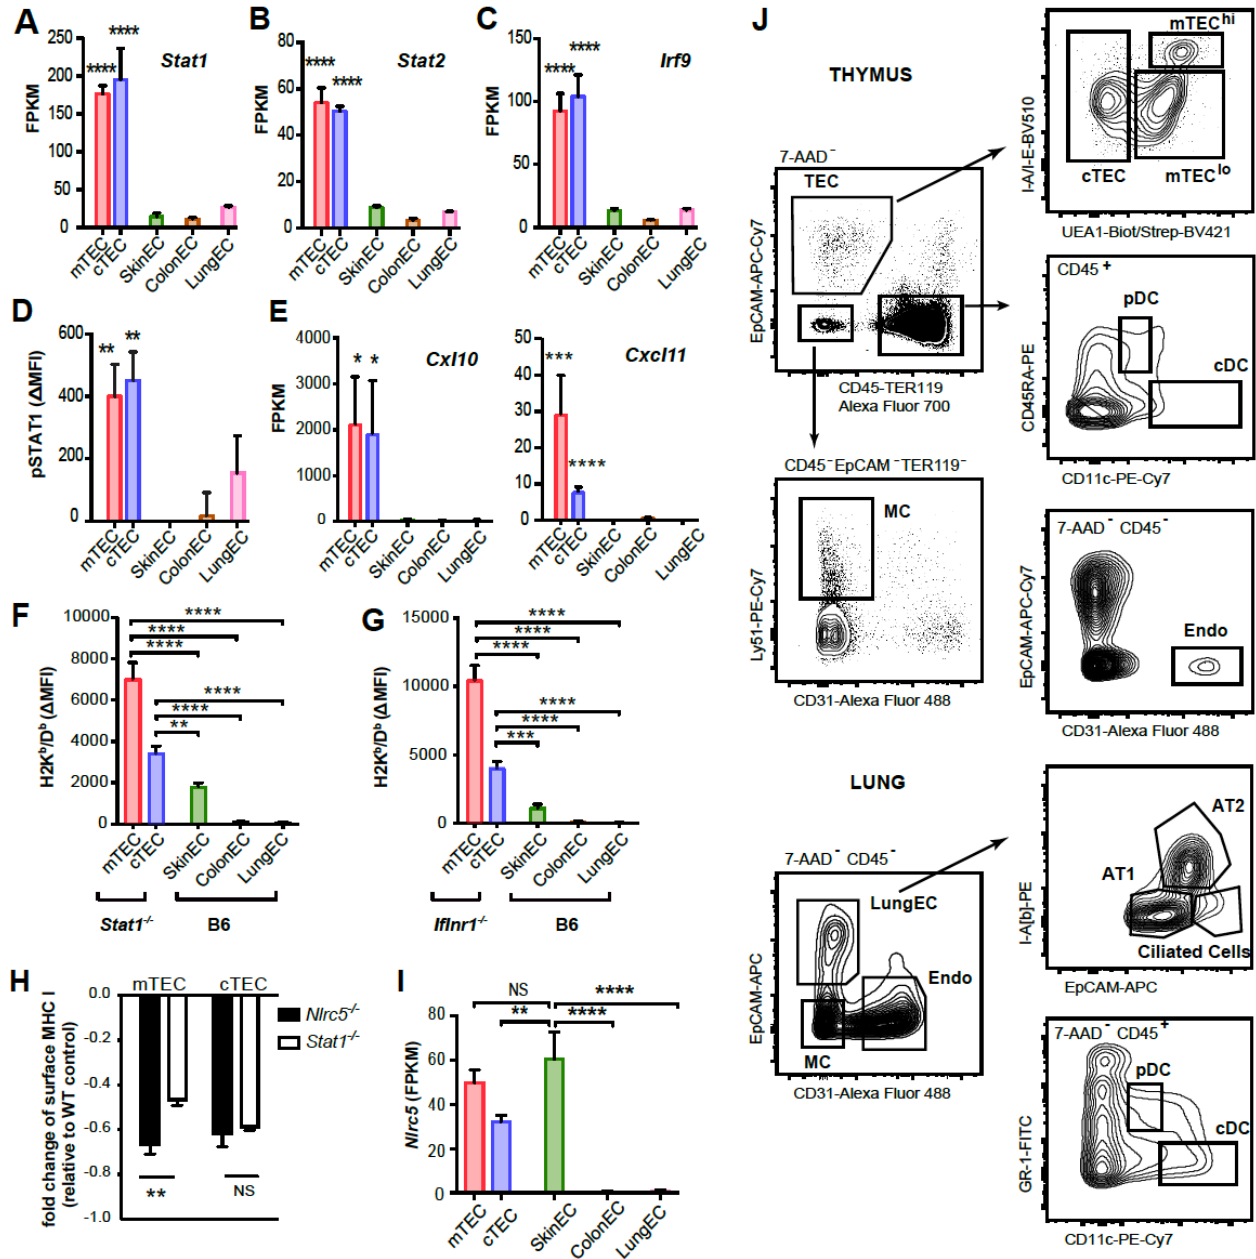 A
250
200
150
100
50
0
FPKM
Stat1
****
****
mTEC
cTEC
SkinEC
ColonEC
LungEC
B
80
60
40
20
0
FPKM
Stat2
****
****
mTEC
cTEC
SkinEC
ColonEC
LungEC
C
150
100
50
0
FPKM
Irf9
****
****
mTEC
cTEC
SkinEC
ColonEC
LungEC
D
600
400
200
0
pSTAT1 (ΔMFI)
**
**
mTEC
cTEC
SkinEC
ColonEC
LungEC
E
4000
3000
2000
1000
0
FPKM
Cxl10
*
*
mTEC
cTEC
SkinEC
ColonEC
LungEC
50
40
30
20
10
0
Cxcl11
***
****
mTEC
cTEC
SkinEC
ColonEC
LungEC
F
10000
8000
6000
4000
2000
0
H2Kᵇ/Dᵇ (ΔMFI)
****
****
****
****
****
**
mTEC
cTEC
SkinEC
ColonEC
LungEC
Stat1⁻/⁻
B6
G
15000
10000
5000
0
H2Kᵇ/Dᵇ (ΔMFI)
****
****
****
****
****
***
mTEC
cTEC
SkinEC
ColonEC
LungEC
Iflnr1⁻/⁻
B6
H
mTEC
cTEC
0.0
-0.2
-0.4
-0.6
-0.8
-1.0
fold change of surface MHC I
(relative to WT control)
Nlrc5⁻/⁻
Stat1⁻/⁻
**
NS
I
80
60
40
20
0
Nlrc5 (FPKM)
NS
****
**
****
mTEC
cTEC
SkinEC
ColonEC
LungEC
J
THYMUS
7-AAD⁻
TEC
EpCAM-APC-Cy7
CD45-TER119
Alexa Fluor 700
mTECʰⁱ
cTEC
mTECˡᵒ
I-A/I-E-BV510
UEA1-Biot/Strep-BV421
CD45⁺
pDC
cDC
CD45RA-PE
CD11c-PE-Cy7
CD45⁻EpCAM⁻TER119⁻
MC
Ly51-PE-Cy7
CD31-Alexa Fluor 488
7-AAD⁻ CD45⁻
Endo
EpCAM-APC-Cy7
CD31-Alexa Fluor 488
LUNG
7-AAD⁻ CD45⁻
LungEC
Endo
MC
EpCAM-APC
CD31-Alexa Fluor 488
AT2
AT1
Ciliated Cells
I-A[b]-PE
EpCAM-APC
7-AAD⁻ CD45⁺
pDC
cDC
GR-1-FITC
CD11c-PE-Cy7